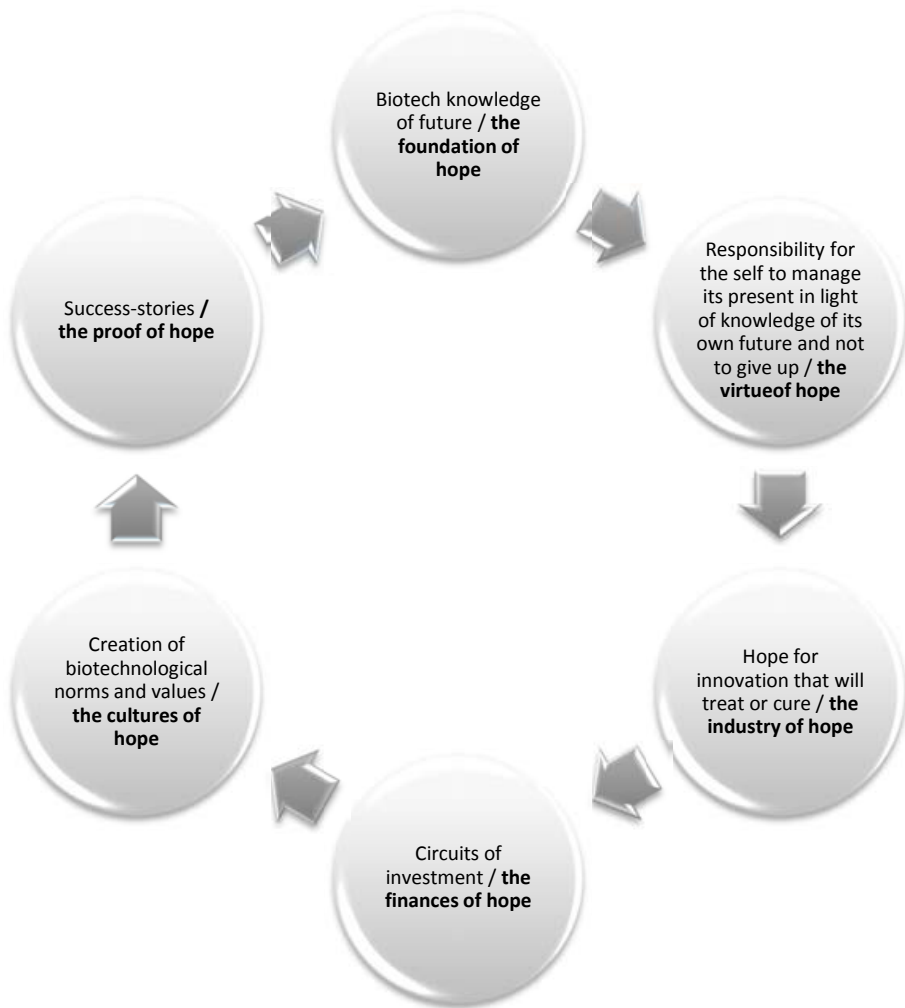 Biotech knowledge
of future / the
foundation of
hope
Responsibility for
the self to manage
its present in light
of knowledge of its
own future and not
to give up / the
virtueof hope
Hope for
innovation that will
treat or cure / the
industry of hope
Circuits of
investment / the
finances of hope
Creation of
biotechnological
norms and values /
the cultures of
hope
Success-stories /
the proof of hope